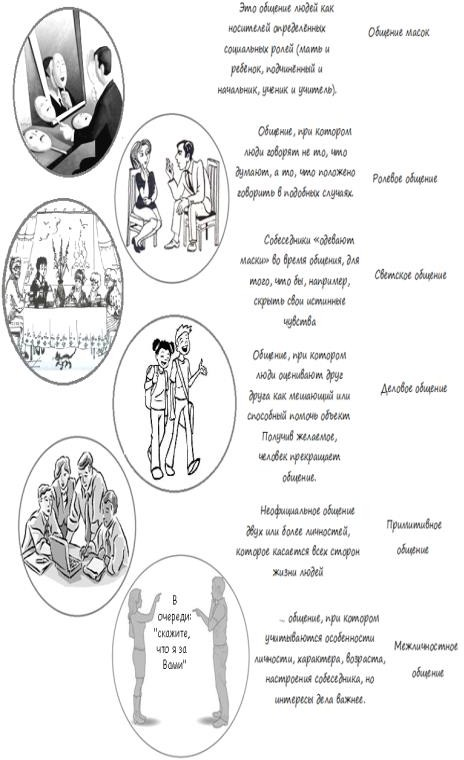 Это общение людей как
носителей определённых
социальных ролей (мать и
ребёнок, подчинённый и
начальник, ученик и учитель).
Общение масок
Общение, при котором
люди говорят не то, что
думают, а то, что положено
говорить в подобных случаях.
Ролевое общение
Собеседники «одевают
маски» во время общения, для
того, что бы, например,
скрыть свои истинные
чувства
Светское общение
Общение, при котором
люди оценивают друг
друга как мешающий или
способный помочь объект
Получив желаемое,
человек прекращает
общение.
Деловое общение
Неофициальное общение
двух или более личностей,
которое касается всех сторон
жизни людей
Примитивное
общение
В
очереди:
"скажите,
что я за
Вами"
... общение, при котором
учитываются особенности
личности, характера, возраста,
настроения собеседника, но
интересы дела важнее.
Межличностное
общение